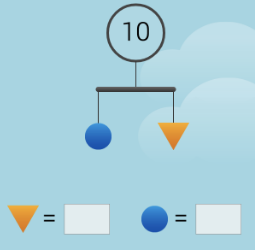 10
= =